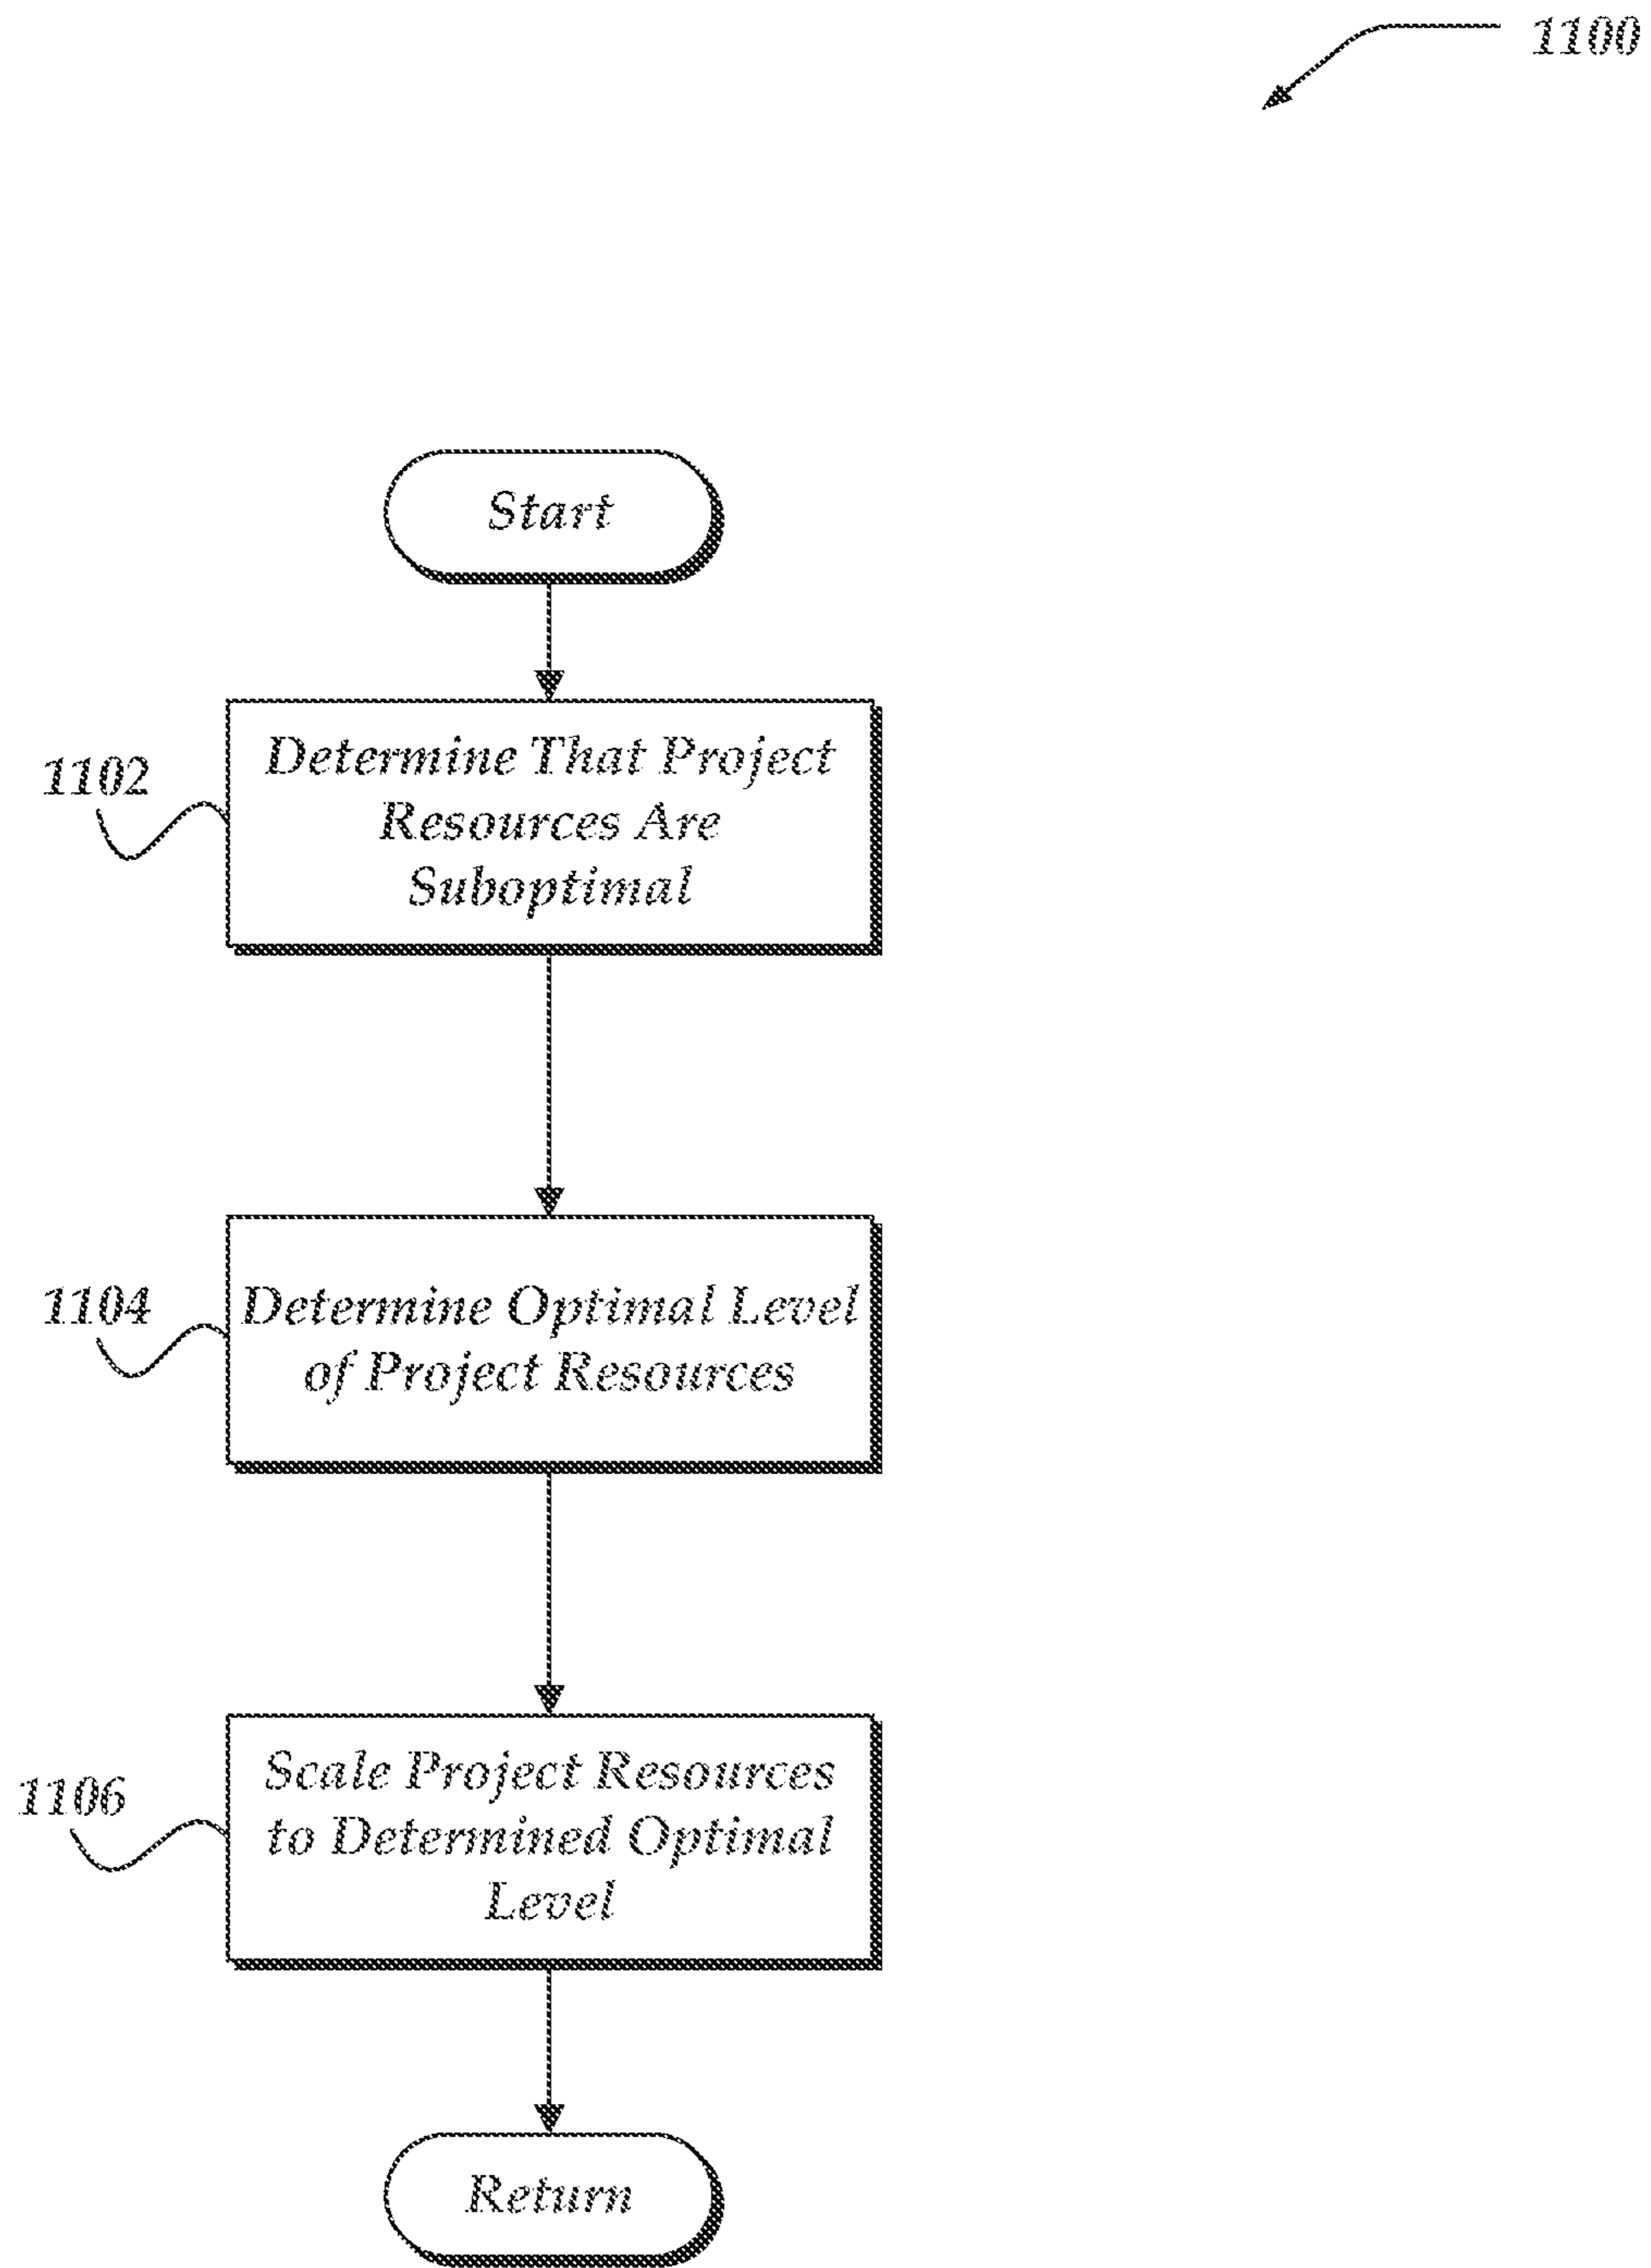 1100
Start
1102
Determine That Project
Resources Are
Suboptimal
1104
Determine Optimal Level
of Project Resources
1106
Scale Project Resources
to Determined Optimal
Level
Return